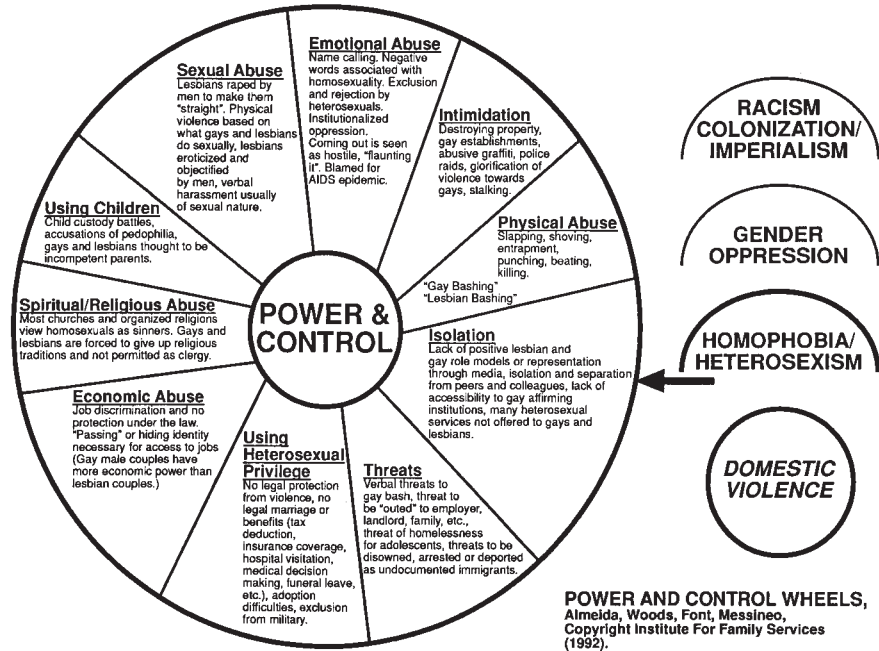 Emotional Abuse
Name calling. Negative
words associated with
homosexuality. Exclusion
and rejection by
heterosexuals.
Institutionalized
oppression.
Coming out is seen
as hostile, "flaunting
it". Blamed for
AIDS epidemic.
Intimidation
Destroying property,
gay establishments,
abusive graffiti, police
raids, glorification of
violence towards
gays, stalking.
Physical Abuse
Slapping, shoving,
entrapment,
punching, beating,
killing.
"Gay Bashing"
"Lesbian Bashing"
Isolation
Lack of positive lesbian and
gay role models or representation
through media, isolation and separation
from peers and colleagues, lack of
accessibility to gay affirming
institutions, many heterosexual
services not offered to gays and
lesbians.
Threats
Verbal threats to
gay bash, threat to
be "outed" to employer,
landlord, family, etc.,
threat of homelessness
for adolescents, threats to be
disowned, arrested or deported
as undocumented immigrants.
Using
Heterosexual
Privilege
No legal protection
from violence, no
legal marriage or
benefits (tax
deduction,
insurance coverage,
hospital visitation,
medical decision
making, funeral leave,
etc.), adoption
difficulties, exclusion
from military.
Economic Abuse
Job discrimination and no
protection under the law.
"Passing" or hiding identity
necessary for access to jobs
(Gay male couples have
more economic power than
lesbian couples.)
Spiritual/Religious Abuse
Most churches and organized religions
view homosexuals as sinners. Gays and
lesbians are forced to give up religious
traditions and not permitted as clergy.
Using Children
Child custody battles,
accusations of pedophilia,
gays and lesbians thought to be
incompetent parents.
Sexual Abuse
Lesbians raped by
men to make them
"straight". Physical
violence based on
what gays and lesbians
do sexually, lesbians
eroticized and
objectified
by men, verbal
harassment usually
of sexual nature.
POWER &
CONTROL
RACISM
COLONIZATION/
IMPERIALISM
GENDER
OPPRESSION
HOMOPHOBIA/
HETEROSEXISM
DOMESTIC
VIOLENCE
POWER AND CONTROL WHEELS,
Almeida, Woods, Font, Messineo,
Copyright Institute For Family Services
(1992).